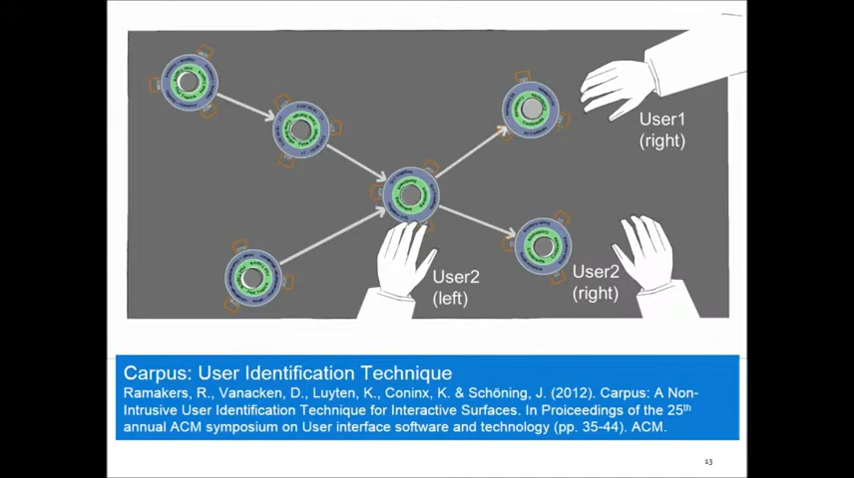 User1
(right)
User2
(left)
User2
(right)
Carpus: User Identification Technique
Ramakers, R., Vanacken, D., Luyten, K., Coninx, K. & Schöning, J. (2012). Carpus: A Non-
Intrusive User Identification Technique for Interactive Surfaces. In Proiceedings of the 25th
annual ACM symposium on User interface software and technology (pp. 35-44). ACM.
13